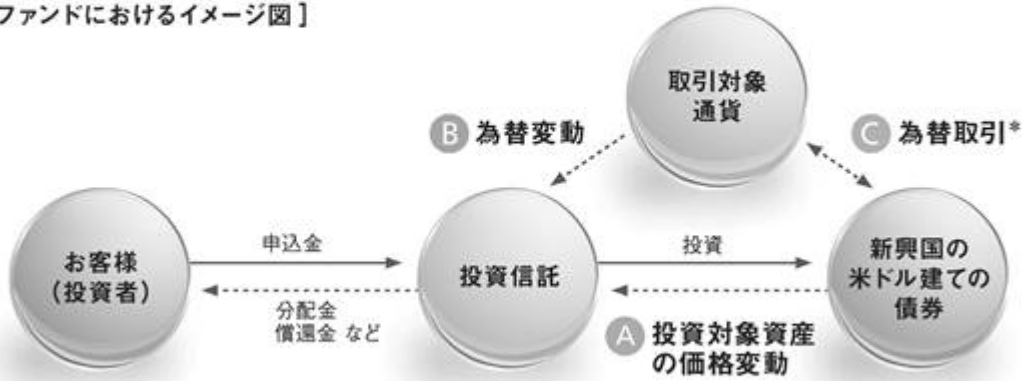 ファンドにおけるイメージ図 ]
取引対象
通貨
B 為替変動
C 為替取引*
お客様
(投資者)
申込金
分配金
償還金 など
投資信託
投資
新興国の
米ドル建ての
債券
A 投資対象資産
の価格変動